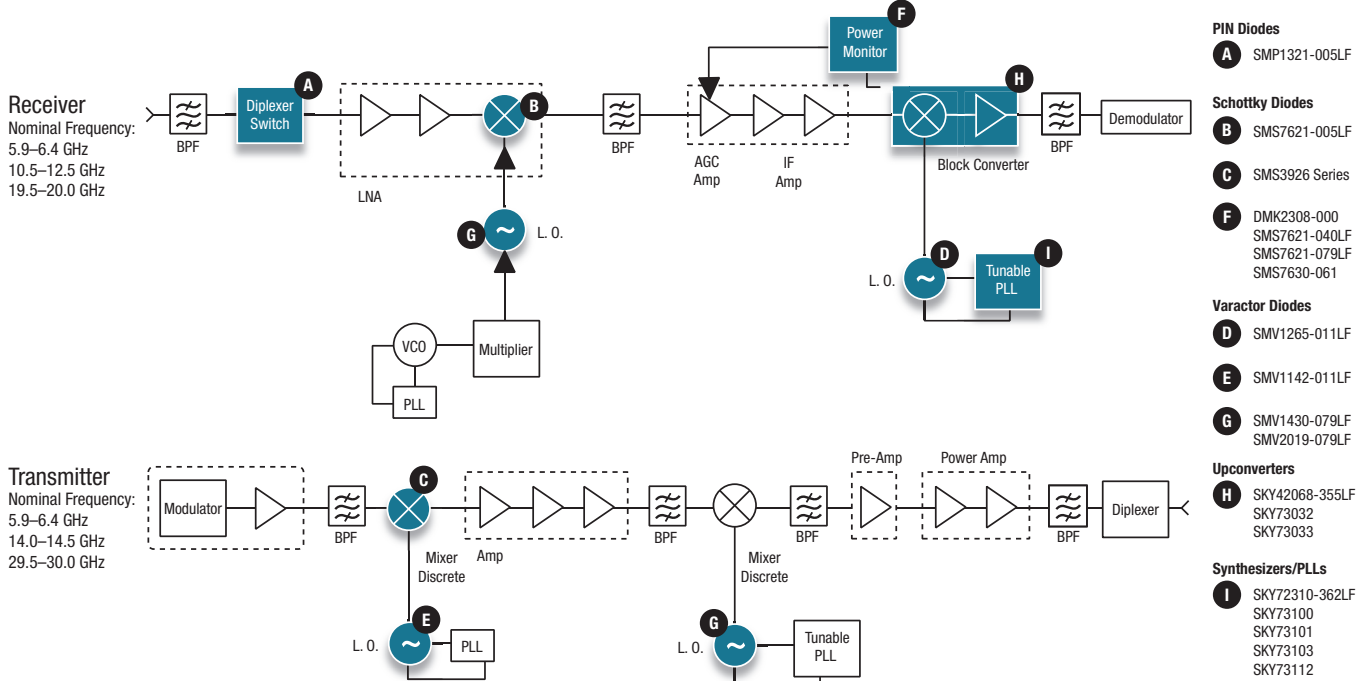 Receiver
Nominal Frequency:
5.9–6.4 GHz
10.5–12.5 GHz
19.5–20.0 GHz
BPF
Diplexer
Switch
A
LNA
B
G
~
L. O.
VCO
PLL
Multiplier
BPF
Power
Monitor
F
AGC
Amp
IF
Amp
H
Block Converter
BPF
Demodulator
L. O.
~
D
Tunable
PLL
I
Transmitter
Nominal Frequency:
5.9–6.4 GHz
14.0–14.5 GHz
29.5–30.0 GHz
Modulator
BPF
C
Mixer
Discrete
Amp
L. O.
~
E
PLL
BPF
Mixer
Discrete
L. O.
G
~
Tunable
PLL
BPF
Pre-Amp
Power Amp
BPF
Diplexer
PIN Diodes
A SMP1321-005LF
Schottky Diodes
B SMS7621-005LF
C SMS3926 Series
F DMK2308-000
SMS7621-040LF
SMS7621-079LF
SMS7630-061
Varactor Diodes
D SMV1265-011LF
E SMV1142-011LF
G SMV1430-079LF
SMV2019-079LF
Upconverters
H SKY42068-355LF
SKY73032
SKY73033
Synthesizers/PLLs
I SKY72310-362LF
SKY73100
SKY73101
SKY73103
SKY73112